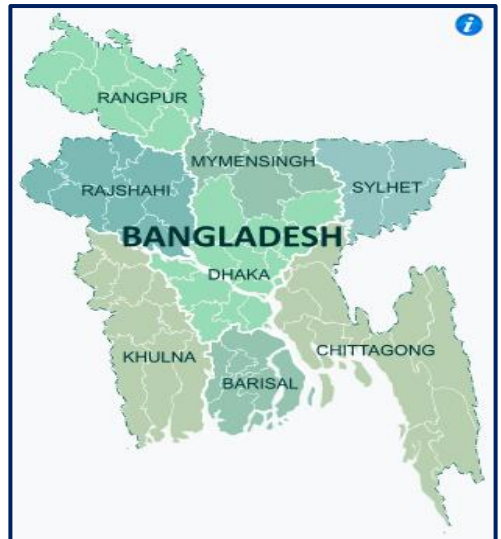 i
RANGPUR
MYMENSINGH
RAJSHAHI
SYLHET
BANGLADESH
DHAKA
KHULNA
CHITTAGONG
BARISAL